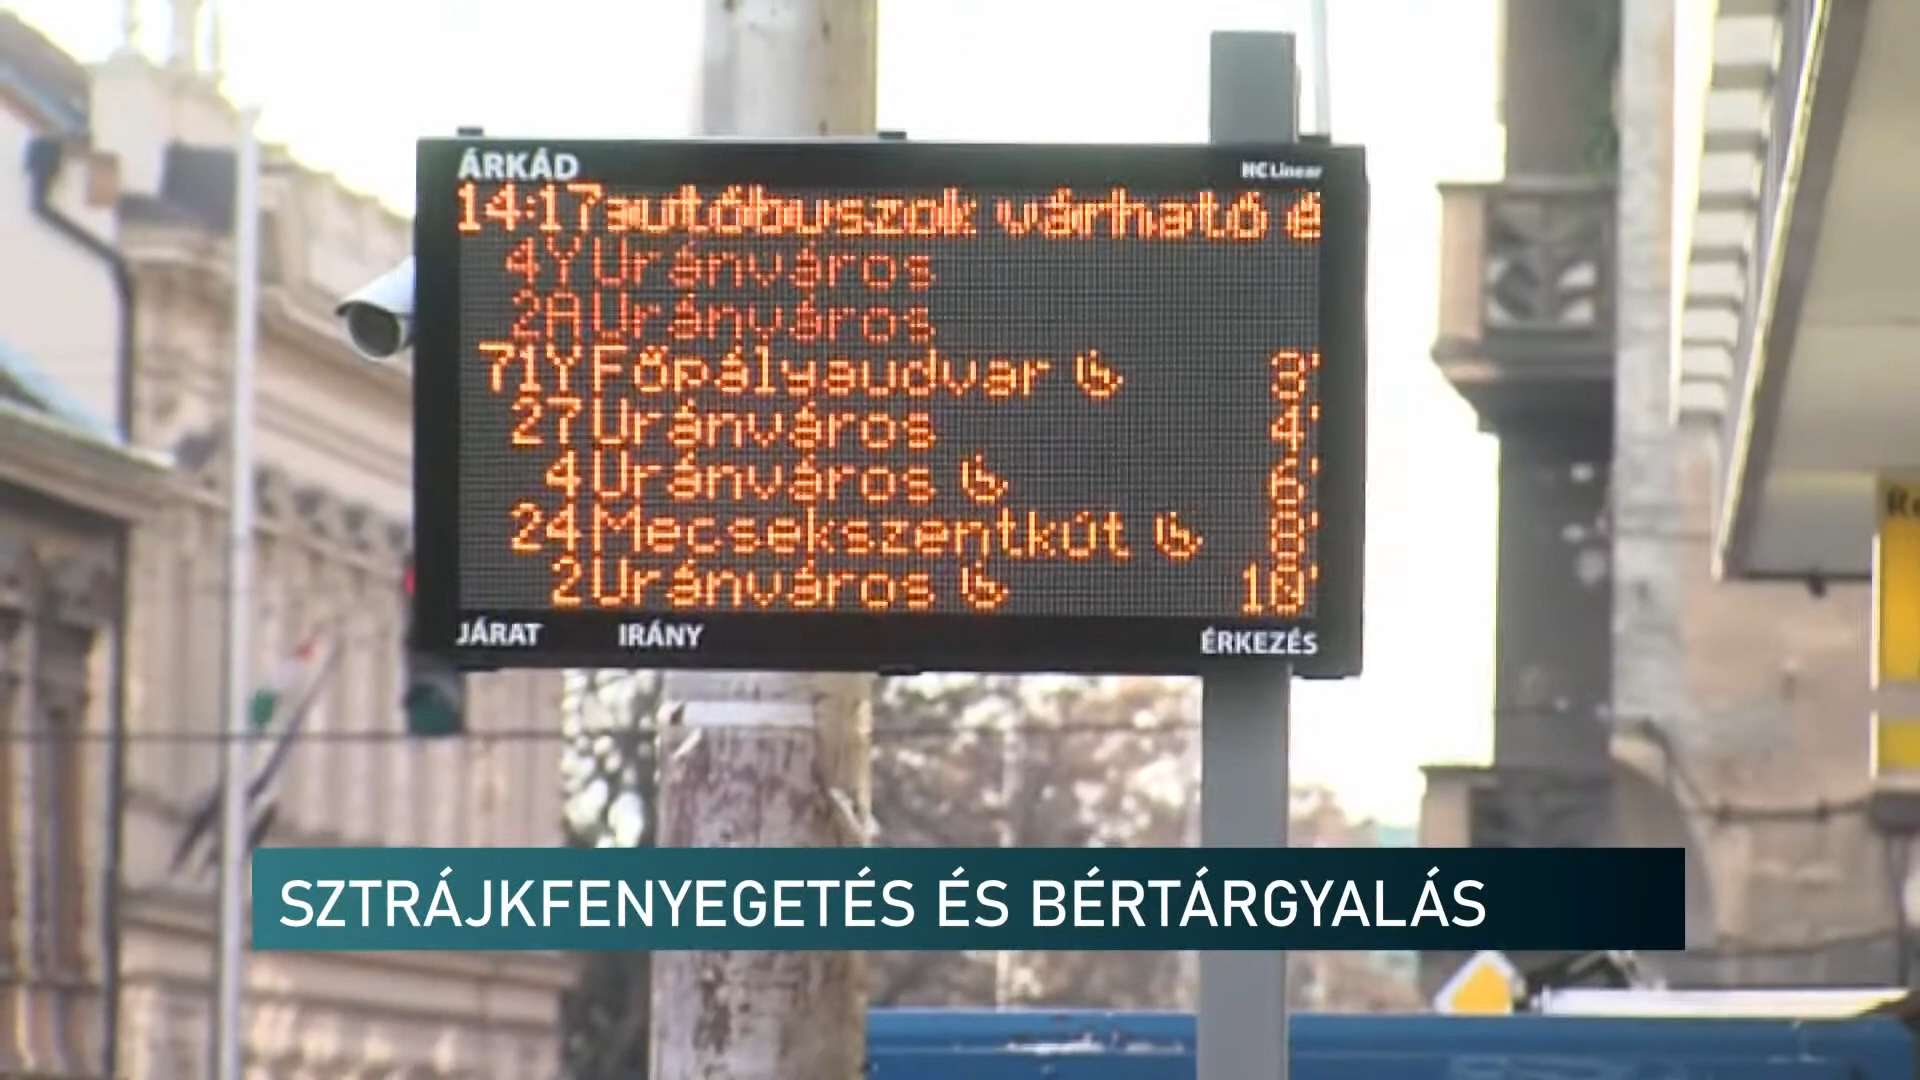 ÁRKÁD
HC Linear
14:17 autóbuszok várható é
4Y Uránváros
2A Uránváros
71Y Főpályaudvar 3'
27 Uránváros 4'
4 Uránváros 6'
24 Mecsekszentkút 8'
2 Uránváros 10'
JÁRAT IRÁNY ÉRKEZÉS
SZTRÁJKFENYEGETÉS ÉS BÉRTÁRGYALÁS